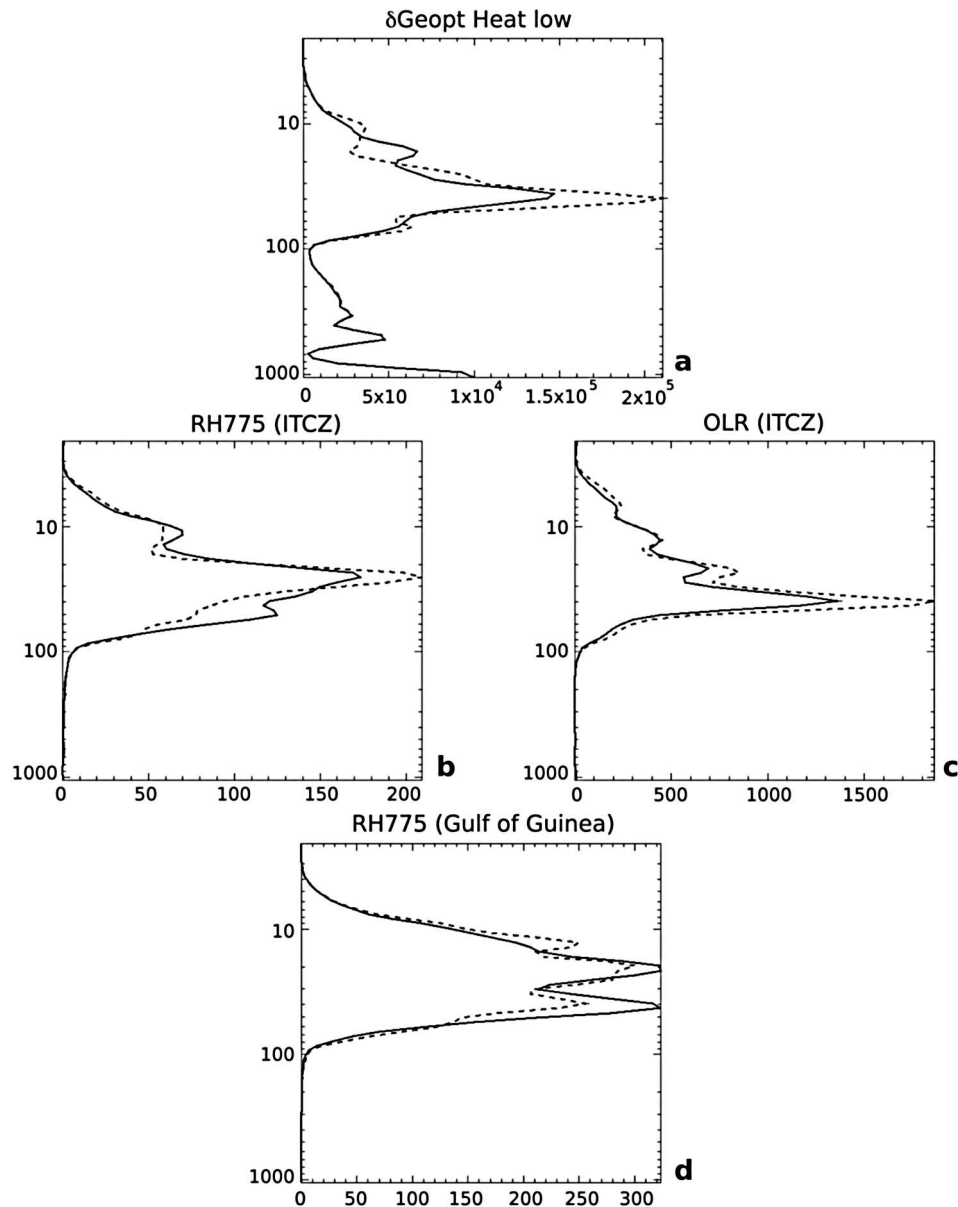 δGeopt Heat low
10
100
1000
0 5x10 1x10⁴ 1.5x10⁵ 2x10⁵
a
RH775 (ITCZ)
10
100
1000
0 50 100 150 200
b
OLR (ITCZ)
10
100
1000
0 500 1000 1500
c
RH775 (Gulf of Guinea)
10
100
1000
0 50 100 150 200 250 300
d